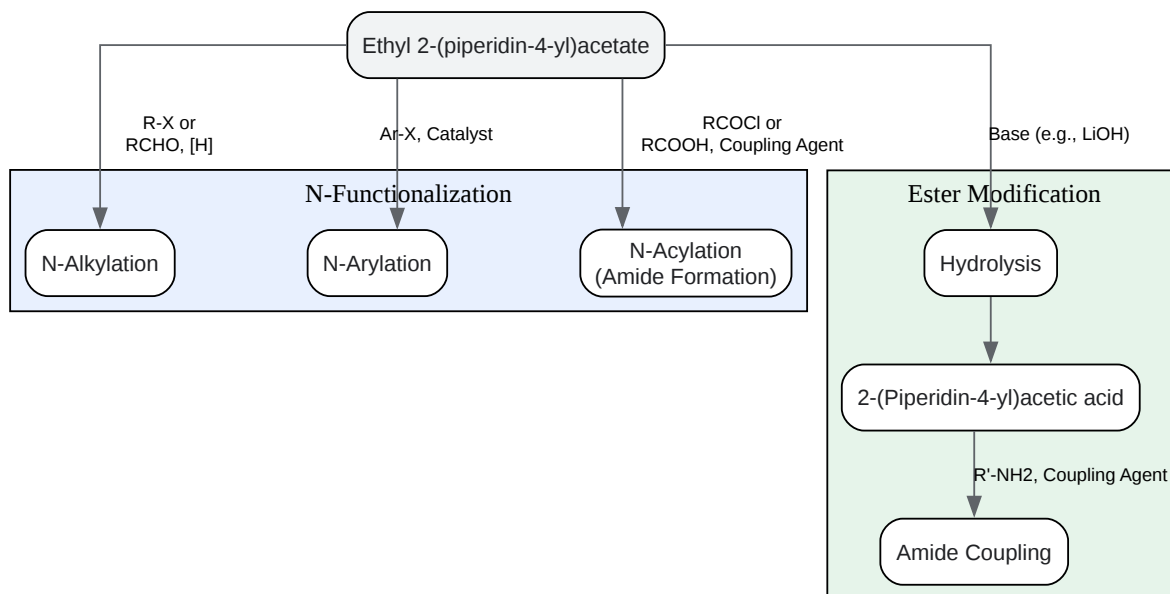 Ethyl 2-(piperidin-4-yl)acetate
R-X or
RCHO, [H]
Ar-X, Catalyst
RCOCl or
RCOOH, Coupling Agent
Base (e.g., LiOH)
N-Functionalization
Ester Modification
N-Alkylation
N-Arylation
N-Acylation
(Amide Formation)
Hydrolysis
2-(Piperidin-4-yl)acetic acid
R'-NH2, Coupling Agent
Amide Coupling